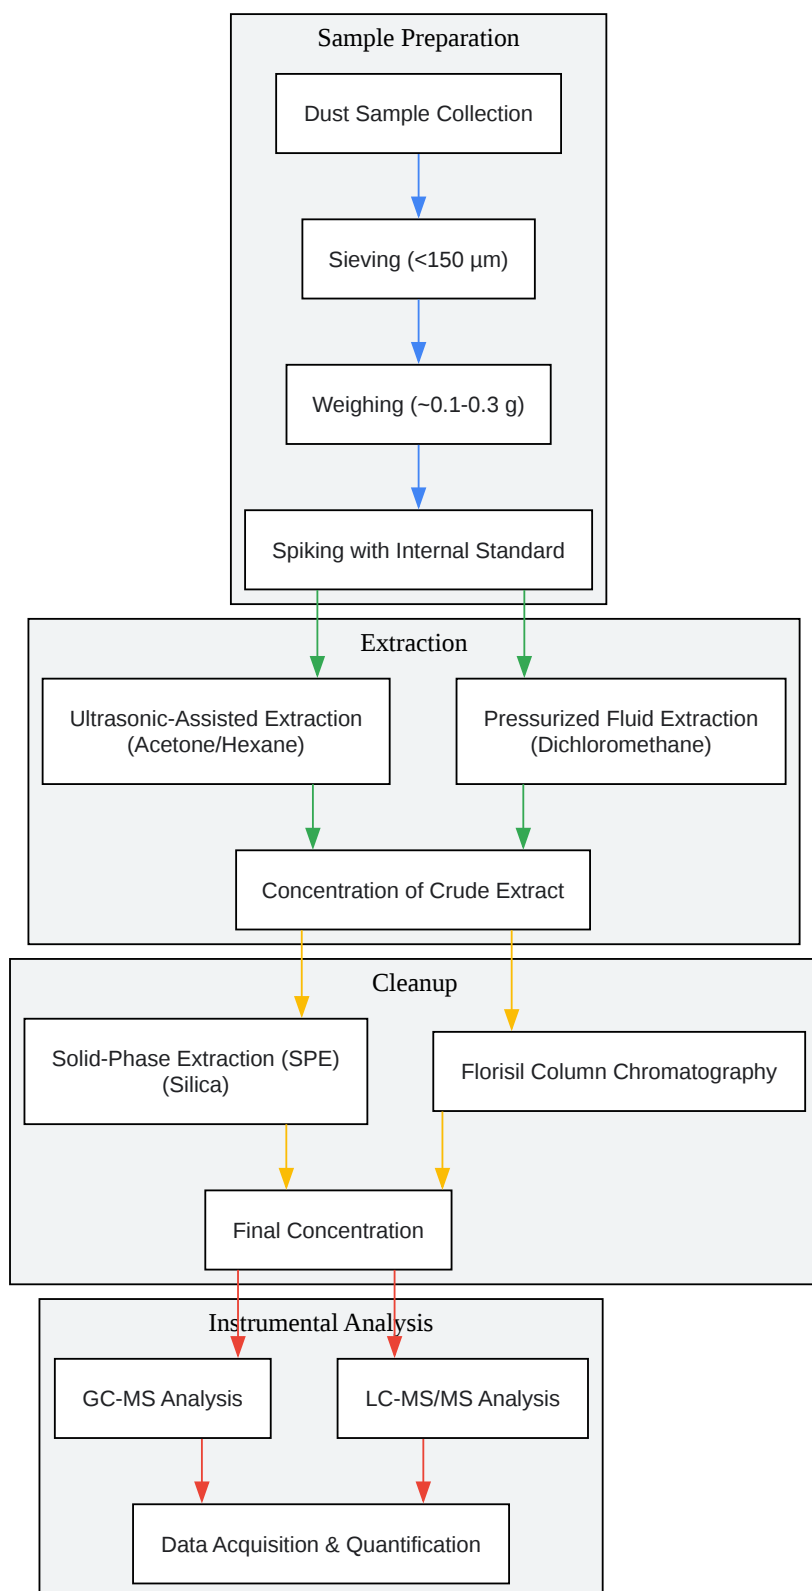 Sample Preparation
Dust Sample Collection
Sieving (<150 µm)
Weighing (~0.1-0.3 g)
Spiking with Internal Standard
Extraction
Ultrasonic-Assisted Extraction
(Acetone/Hexane)
Pressurized Fluid Extraction
(Dichloromethane)
Concentration of Crude Extract
Cleanup
Solid-Phase Extraction (SPE)
(Silica)
Florisil Column Chromatography
Final Concentration
Instrumental Analysis
GC-MS Analysis
LC-MS/MS Analysis
Data Acquisition & Quantification